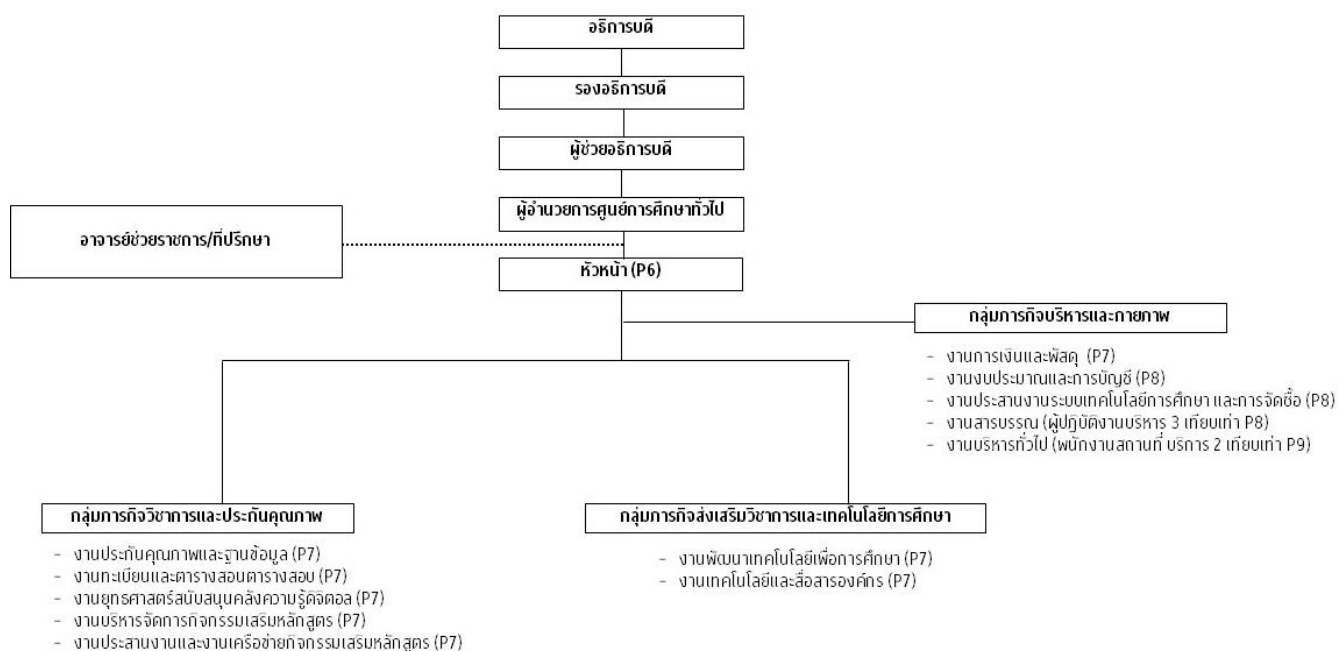 อธิการบดี
รองอธิการบดี
ผู้ช่วยอธิการบดี
ผู้อำนวยการศูนย์การศึกษาทั่วไป
อาจารย์ช่วยราชการ/ที่ปรึกษา
หัวหน้า (P6)
กลุ่มภารกิจบริหารและกายภาพ
- งานการเงินและพัสดุ (P7)
- งานงบประมาณและการบัญชี (P8)
- งานประสานงานระบบเทคโนโลยีการศึกษา และการจัดซื้อ (P8)
- งานสารบรรณ (ผู้ปฏิบัติงานบริหาร 3 เทียบเท่า P8)
- งานบริหารทั่วไป (พนักงานสถานที่ บริการ 2 เทียบเท่า P9)
กลุ่มภารกิจวิชาการและประกันคุณภาพ
- งานประกันคุณภาพและฐานข้อมูล (P7)
- งานทะเบียนและตารางสอนตารางสอบ (P7)
- งานยุทธศาสตร์สนับสนุนคลังความรู้ดิจิตอล (P7)
- งานบริหารจัดการกิจกรรมเสริมหลักสูตร (P7)
- งานประสานงานและงานเครือข่ายกิจกรรมเสริมหลักสูตร (P7)
กลุ่มภารกิจส่งเสริมวิชาการและเทคโนโลยีการศึกษา
- งานพัฒนาเทคโนโลยีเพื่อการศึกษา (P7)
- งานเทคโนโลยีและสื่อสารองค์กร (P7)